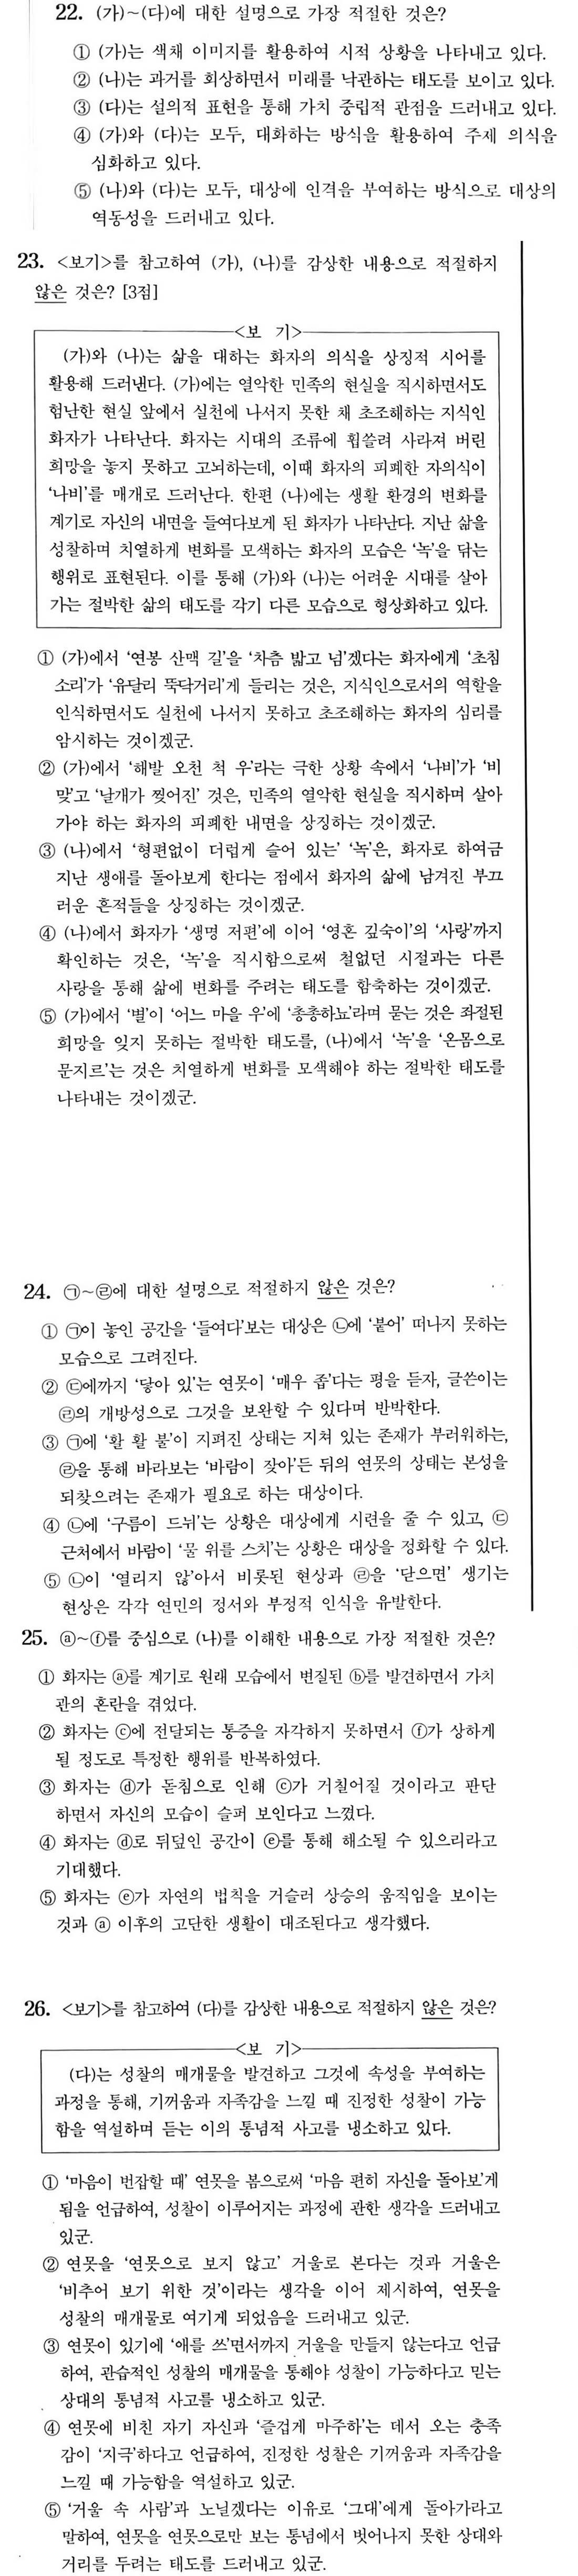 22. (가)~(다)에 대한 설명으로 가장 적절한 것은?
① (가)는 색채 이미지를 활용하여 시적 상황을 나타내고 있다.
② (나)는 과거를 회상하면서 미래를 낙관하는 태도를 보이고 있다.
③ (다)는 설의적 표현을 통해 가치 중립적 관점을 드러내고 있다.
④ (가)와 (다)는 모두, 대화하는 방식을 활용하여 주제 의식을
심화하고 있다.
⑤ (나)와 (다)는 모두, 대상에 인격을 부여하는 방식으로 대상의
역동성을 드러내고 있다.
23. <보기>를 참고하여 (가), (나)를 감상한 내용으로 적절하지
않은 것은? [3점]
<보 기>
(가)와 (나)는 삶을 대하는 화자의 의식을 상징적 시어를
활용해 드러낸다. (가)에는 열악한 민족의 현실을 직시하면서도
험난한 현실 앞에서 실천에 나서지 못한 채 초조해하는 지식인
화자가 나타난다. 화자는 시대의 조류에 휩쓸려 사라져 버린
희망을 놓지 못하고 고뇌하는데, 이때 화자의 피폐한 자의식이
‘나비’를 매개로 드러난다. 한편 (나)에는 생활 환경의 변화를
계기로 자신의 내면을 들여다보게 된 화자가 나타난다. 지난 삶을
성찰하며 치열하게 변화를 모색하는 화자의 모습은 ‘녹’을 닦는
행위로 표현된다. 이를 통해 (가)와 (나)는 어려운 시대를 살아
가는 절박한 삶의 태도를 각기 다른 모습으로 형상화하고 있다.
① (가)에서 ‘연봉 산맥 길’을 ‘차츰 밟고 넘’겠다는 화자에게 ‘초침
소리’가 ‘유달리 뚝닥거리’게 들리는 것은, 지식인으로서의 역할을
인식하면서도 실천에 나서지 못하고 초조해하는 화자의 심리를
암시하는 것이겠군.
② (가)에서 ‘해발 오천 척 우’라는 극한 상황 속에서 ‘나비’가 ‘비
맞’고 ‘날개가 찢어진’ 것은, 민족의 열악한 현실을 직시하며 살아
가야 하는 화자의 피폐한 내면을 상징하는 것이겠군.
③ (나)에서 ‘형편없이 더럽게 슬어 있는’ ‘녹’은, 화자로 하여금
지난 생애를 돌아보게 한다는 점에서 화자의 삶에 남겨진 부끄
러운 흔적들을 상징하는 것이겠군.
④ (나)에서 화자가 ‘생명 저편’에 이어 ‘영혼 깊숙이’의 ‘사랑’까지
확인하는 것은, ‘녹’을 직시함으로써 철없던 시절과는 다른
사랑을 통해 삶에 변화를 주려는 태도를 함축하는 것이겠군.
⑤ (가)에서 ‘별’이 ‘어느 마을 우’에 ‘총총하뇨’라며 묻는 것은 좌절된
희망을 잊지 못하는 절박한 태도를, (나)에서 ‘녹’을 ‘온몸으로
문지르’는 것은 치열하게 변화를 모색해야 하는 절박한 태도를
나타내는 것이겠군.
24. ㉠~㉣에 대한 설명으로 적절하지 않은 것은?
① ㉠이 놓인 공간을 ‘들여다’보는 대상은 ㉡에 ‘붙어’ 떠나지 못하는
모습으로 그려진다.
② ㉢에까지 ‘닿아 있’는 연못이 ‘매우 좁’다는 평을 듣자, 글쓴이는
㉣의 개방성으로 그것을 보완할 수 있다며 반박한다.
③ ㉠에 ‘활 활 불’이 지펴진 상태는 지쳐 있는 존재가 부러워하는,
㉣을 통해 바라보는 ‘바람이 잦아’든 뒤의 연못의 상태는 본성을
되찾으려는 존재가 필요로 하는 대상이다.
④ ㉡에 ‘구름이 드뉘’는 상황은 대상에게 시련을 줄 수 있고, ㉢
근처에서 바람이 ‘물 위를 스치’는 상황은 대상을 정화할 수 있다.
⑤ ㉡이 ‘열리지 않’아서 비롯된 현상과 ㉣을 ‘닫으면’ 생기는
현상은 각각 연민의 정서와 부정적 인식을 유발한다.
25. ⓐ~ⓕ를 중심으로 (나)를 이해한 내용으로 가장 적절한 것은?
① 화자는 ⓐ를 계기로 원래 모습에서 변질된 ⓑ를 발견하면서 가치
관의 혼란을 겪었다.
② 화자는 ⓒ에 전달되는 통증을 자각하지 못하면서 ⓕ가 상하게
될 정도로 특정한 행위를 반복하였다.
③ 화자는 ⓓ가 돋침으로 인해 ⓒ가 거칠어질 것이라고 판단
하면서 자신의 모습이 슬퍼 보인다고 느꼈다.
④ 화자는 ⓓ로 뒤덮인 공간이 ⓔ를 통해 해소될 수 있으리라고
기대했다.
⑤ 화자는 ⓔ가 자연의 법칙을 거슬러 상승의 움직임을 보이는
것과 ⓐ 이후의 고단한 생활이 대조된다고 생각했다.
26. <보기>를 참고하여 (다)를 감상한 내용으로 적절하지 않은 것은?
<보 기>
(다)는 성찰의 매개물을 발견하고 그것에 속성을 부여하는
과정을 통해, 기꺼움과 자족감을 느낄 때 진정한 성찰이 가능
함을 역설하며 듣는 이의 통념적 사고를 냉소하고 있다.
① ‘마음이 번잡할 때’ 연못을 봄으로써 ‘마음 편히 자신을 돌아보’게
됨을 언급하여, 성찰이 이루어지는 과정에 관한 생각을 드러내고
있군.
② 연못을 ‘연못으로 보지 않고’ 거울로 본다는 것과 거울은
‘비추어 보기 위한 것’이라는 생각을 이어 제시하여, 연못을
성찰의 매개물로 여기게 되었음을 드러내고 있군.
③ 연못이 있기에 ‘애를 쓰’면서까지 거울을 만들지 않는다고 언급
하여, 관습적인 성찰의 매개물을 통해야 성찰이 가능하다고 믿는
상대의 통념적 사고를 냉소하고 있군.
④ 연못에 비친 자기 자신과 ‘즐겁게 마주하’는 데서 오는 충족
감이 ‘지극’하다고 언급하여, 진정한 성찰은 기꺼움과 자족감을
느낄 때 가능함을 역설하고 있군.
⑤ ‘거울 속 사람’과 노닐겠다는 이유로 ‘그대’에게 돌아가라고
말하여, 연못을 연못으로만 보는 통념에서 벗어나지 못한 상대와
거리를 두려는 태도를 드러내고 있군.